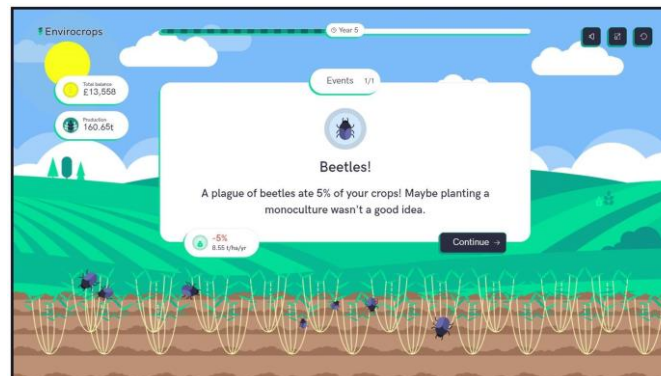 Envirocrops
Year 5
Total balance
£13,558
Production
160.65t
Events 1/1
Beetles!
A plague of beetles ate 5% of your crops! Maybe planting a
monoculture wasn't a good idea.
-5%
8.55 t/ha/yr
Continue →